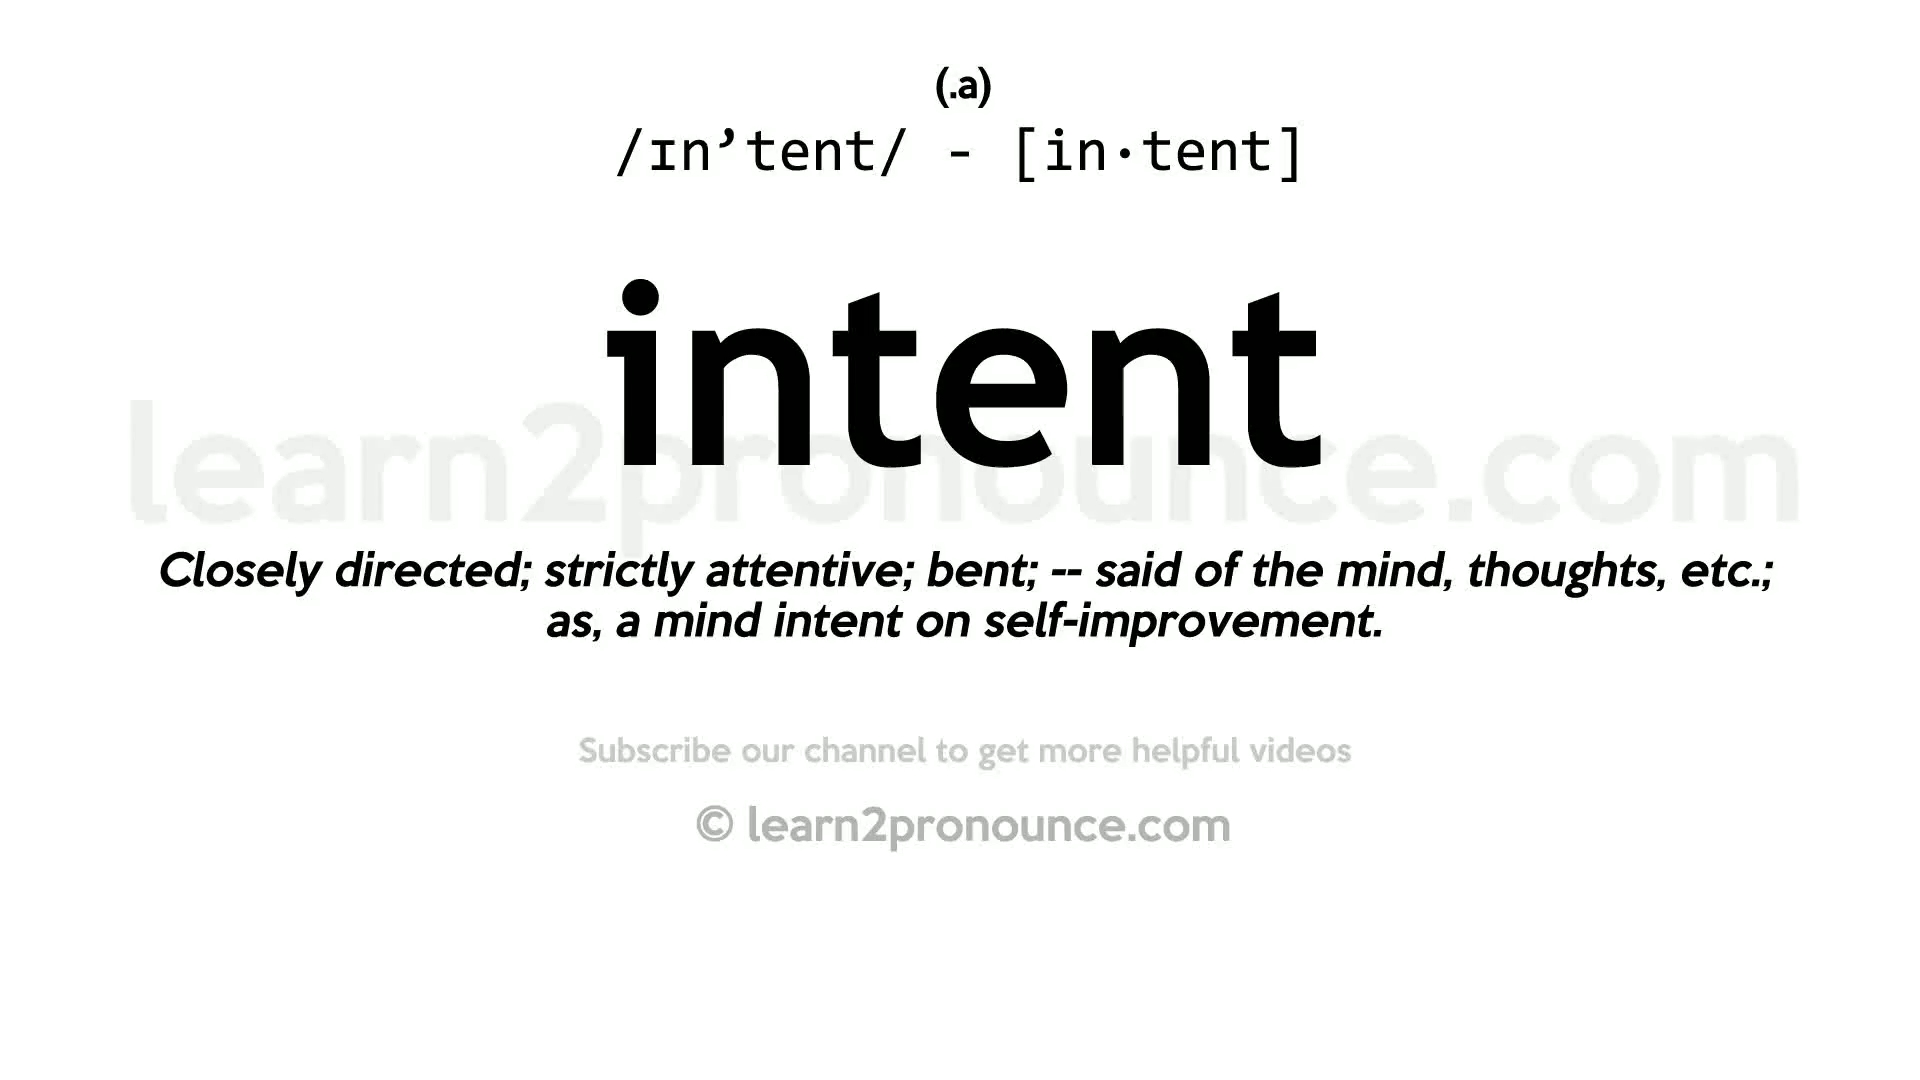 (.a)
/ɪn’tent/ - [in·tent]
intent
learn2pronounce.com
Closely directed; strictly attentive; bent; -- said of the mind, thoughts, etc.;
as, a mind intent on self-improvement.
Subscribe our channel to get more helpful videos
© learn2pronounce.com